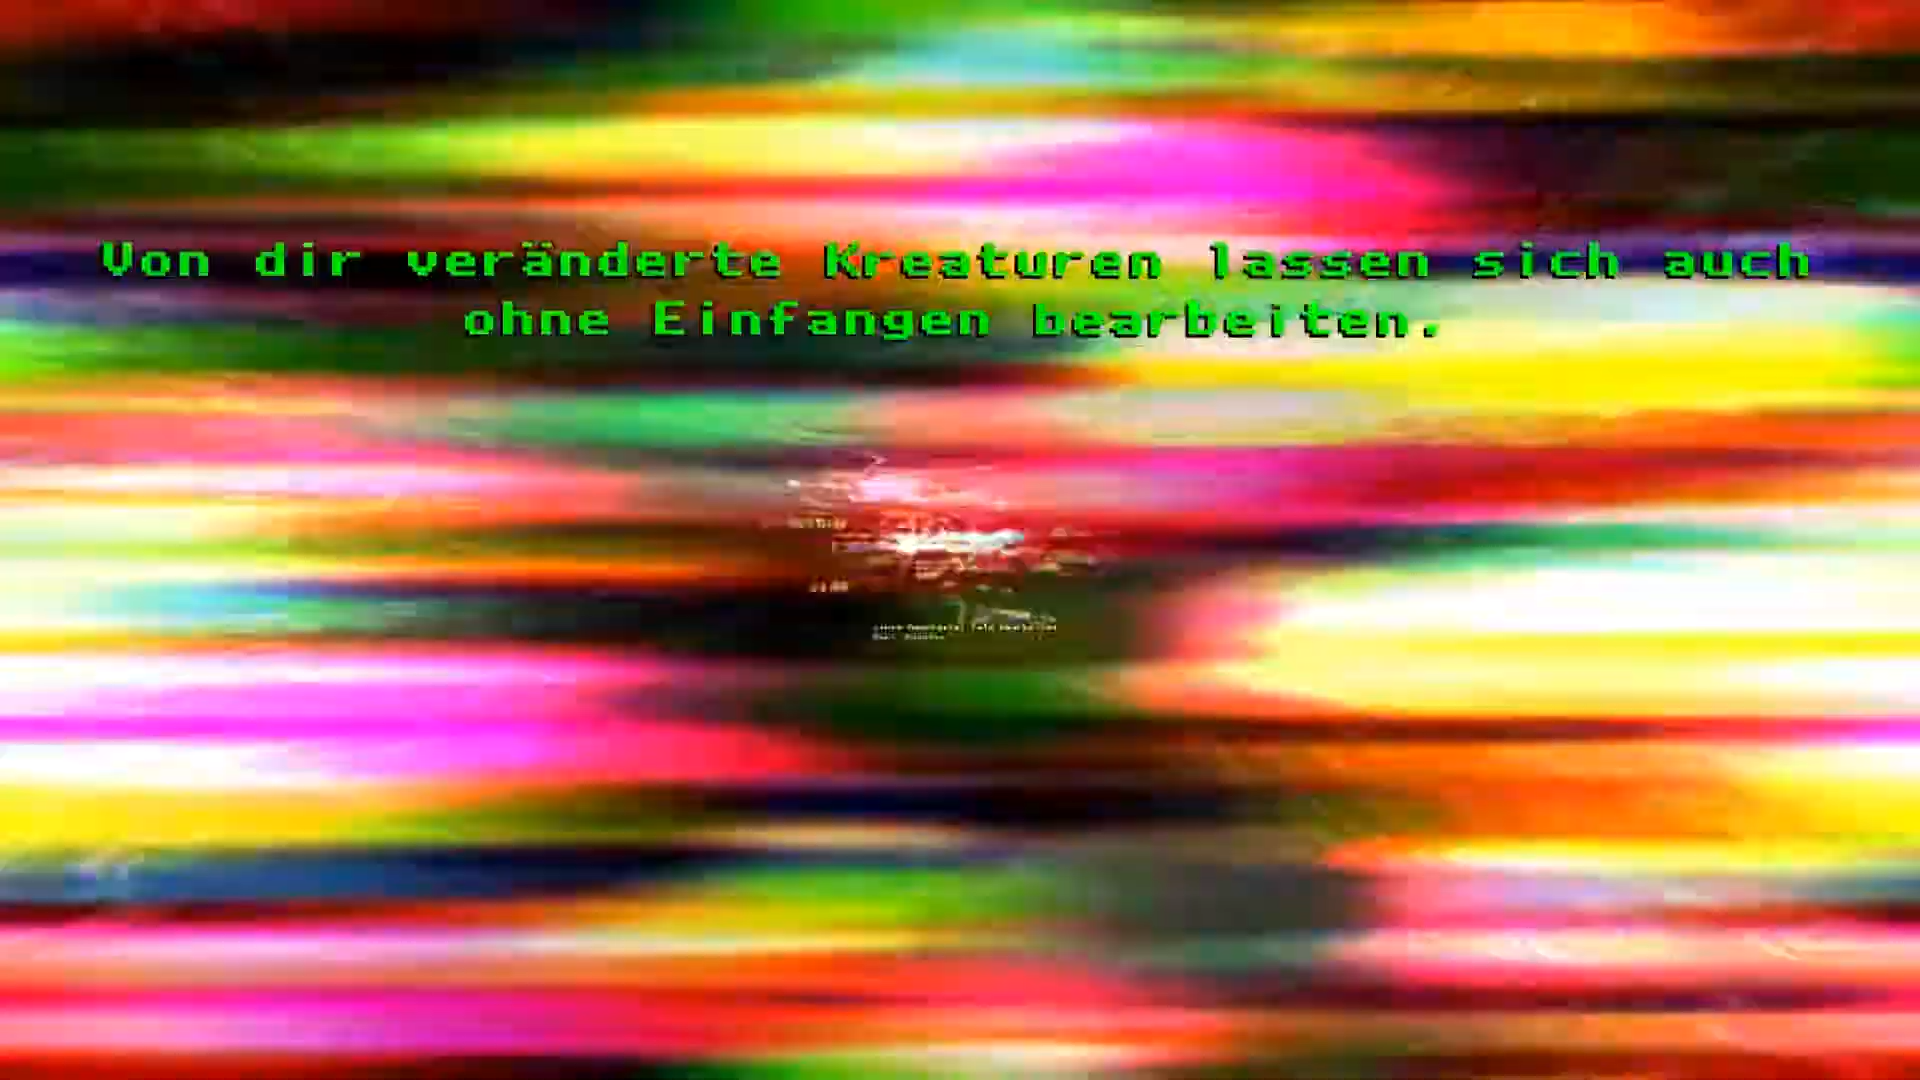 Von dir veränderte Kreaturen lassen sich auch
ohne Einfangen bearbeiten.